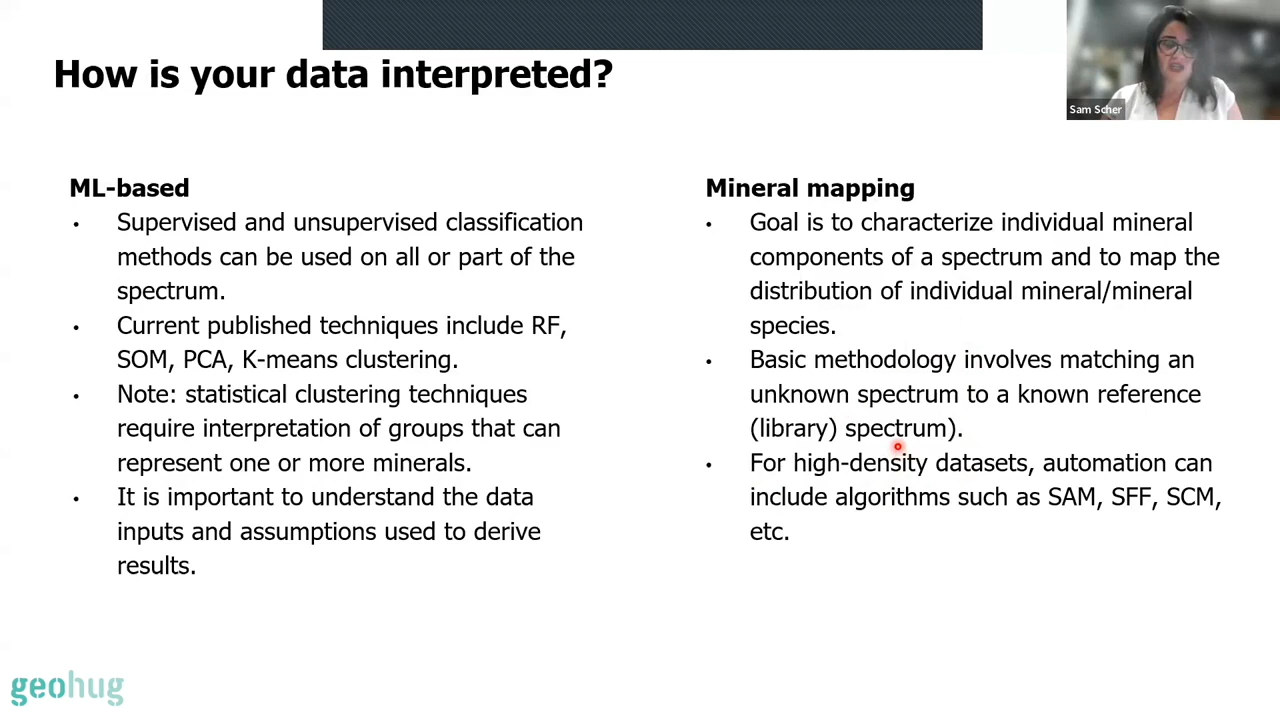 How is your data interpreted?
Sam Scher
ML-based
• Supervised and unsupervised classification
methods can be used on all or part of the
spectrum.
• Current published techniques include RF,
SOM, PCA, K-means clustering.
• Note: statistical clustering techniques
require interpretation of groups that can
represent one or more minerals.
• It is important to understand the data
inputs and assumptions used to derive
results.
Mineral mapping
• Goal is to characterize individual mineral
components of a spectrum and to map the
distribution of individual mineral/mineral
species.
• Basic methodology involves matching an
unknown spectrum to a known reference
(library) spectrum).
• For high-density datasets, automation can
include algorithms such as SAM, SFF, SCM,
etc.
geohug